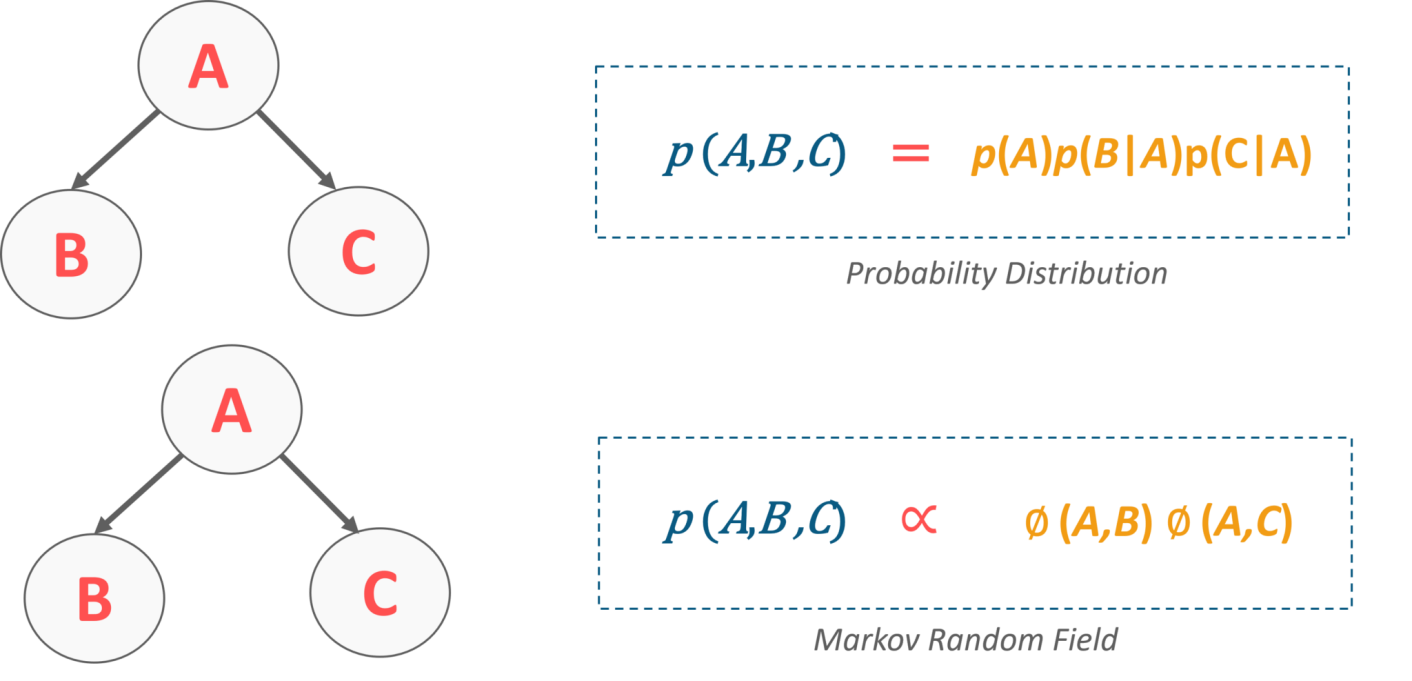 A
B
C
p(A,B,C) = p(A)p(B|A)p(C|A)
Probability Distribution
A
B
C
p(A,B,C) ∝ ∅(A,B) ∅(A,C)
Markov Random Field